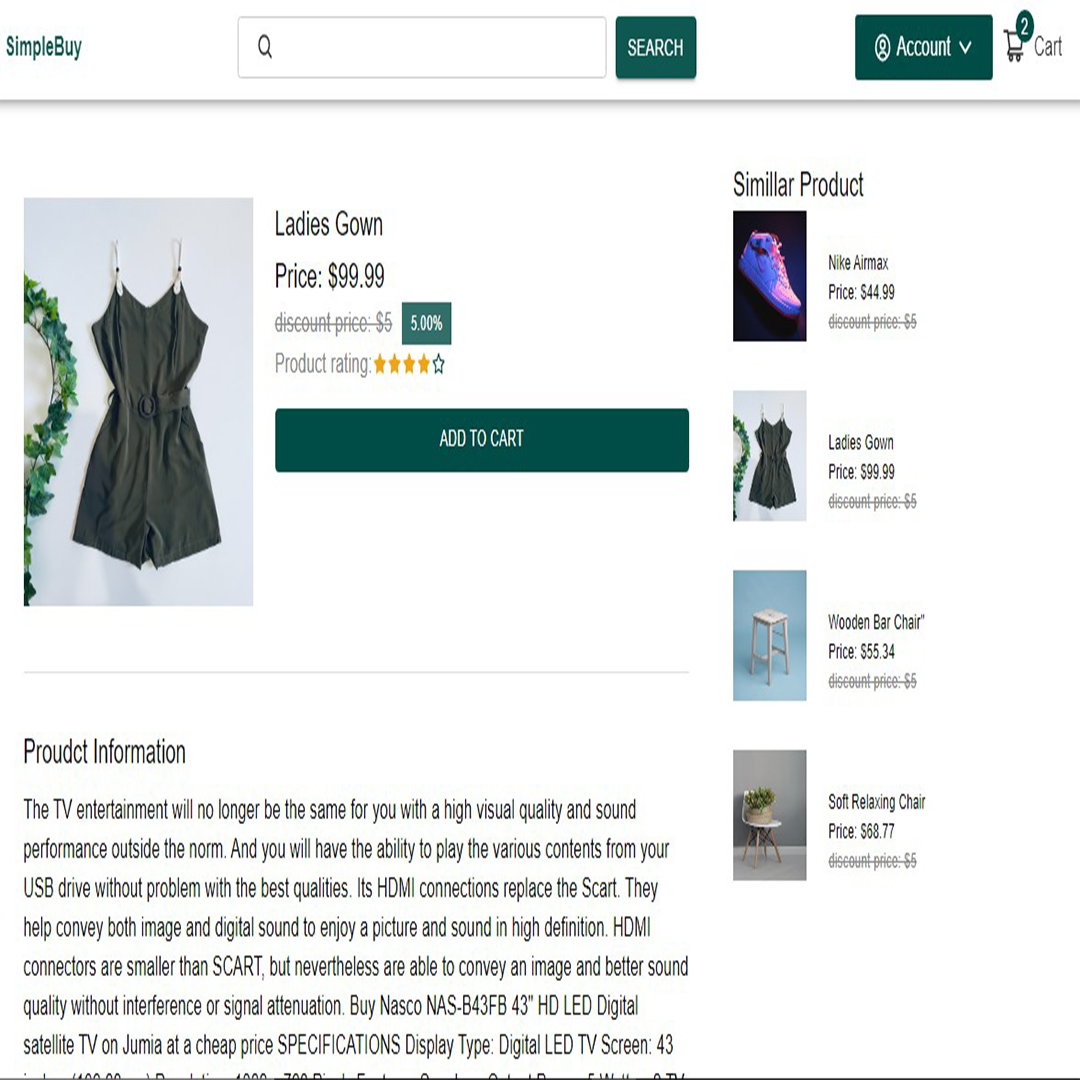 SimpleBuy
SEARCH
Account
2
Cart
Ladies Gown
Price: $99.99
discount price: $5 5.00%
Product rating:
ADD TO CART
Proudct Information
The TV entertainment will no longer be the same for you with a high visual quality and sound
performance outside the norm. And you will have the ability to play the various contents from your
USB drive without problem with the best qualities. Its HDMI connections replace the Scart. They
help convey both image and digital sound to enjoy a picture and sound in high definition. HDMI
connectors are smaller than SCART, but nevertheless are able to convey an image and better sound
quality without interference or signal attenuation. Buy Nasco NAS-B43FB 43" HD LED Digital
satellite TV on Jumia at a cheap price SPECIFICATIONS Display Type: Digital LED TV Screen: 43
Simillar Product
Nike Airmax
Price: $44.99
discount price: $5
Ladies Gown
Price: $99.99
discount price: $5
Wooden Bar Chair"
Price: $55.34
discount price: $5
Soft Relaxing Chair
Price: $68.77
discount price: $5